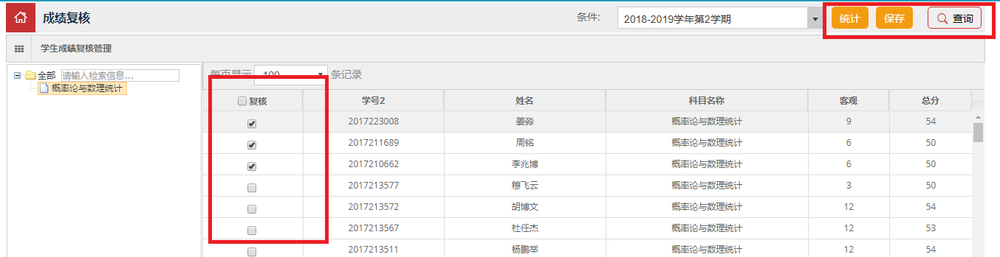 成绩复核 条件: 2018-2019学年第2学期 统计 保存 查询
学生成绩复核管理
全部 请输入检索信息...
概率论与数理统计
每页显示 100 条记录
复核 学号2 姓名 科目名称 客观 总分
2017223008 姜淼 概率论与数理统计 9 54
2017211689 周铭 概率论与数理统计 6 50
2017210662 李兆博 概率论与数理统计 6 50
2017213577 穆飞云 概率论与数理统计 3 50
2017213572 胡博文 概率论与数理统计 12 54
2017213567 杜任杰 概率论与数理统计 12 53
2017213511 杨鹏举 概率论与数理统计 12 54